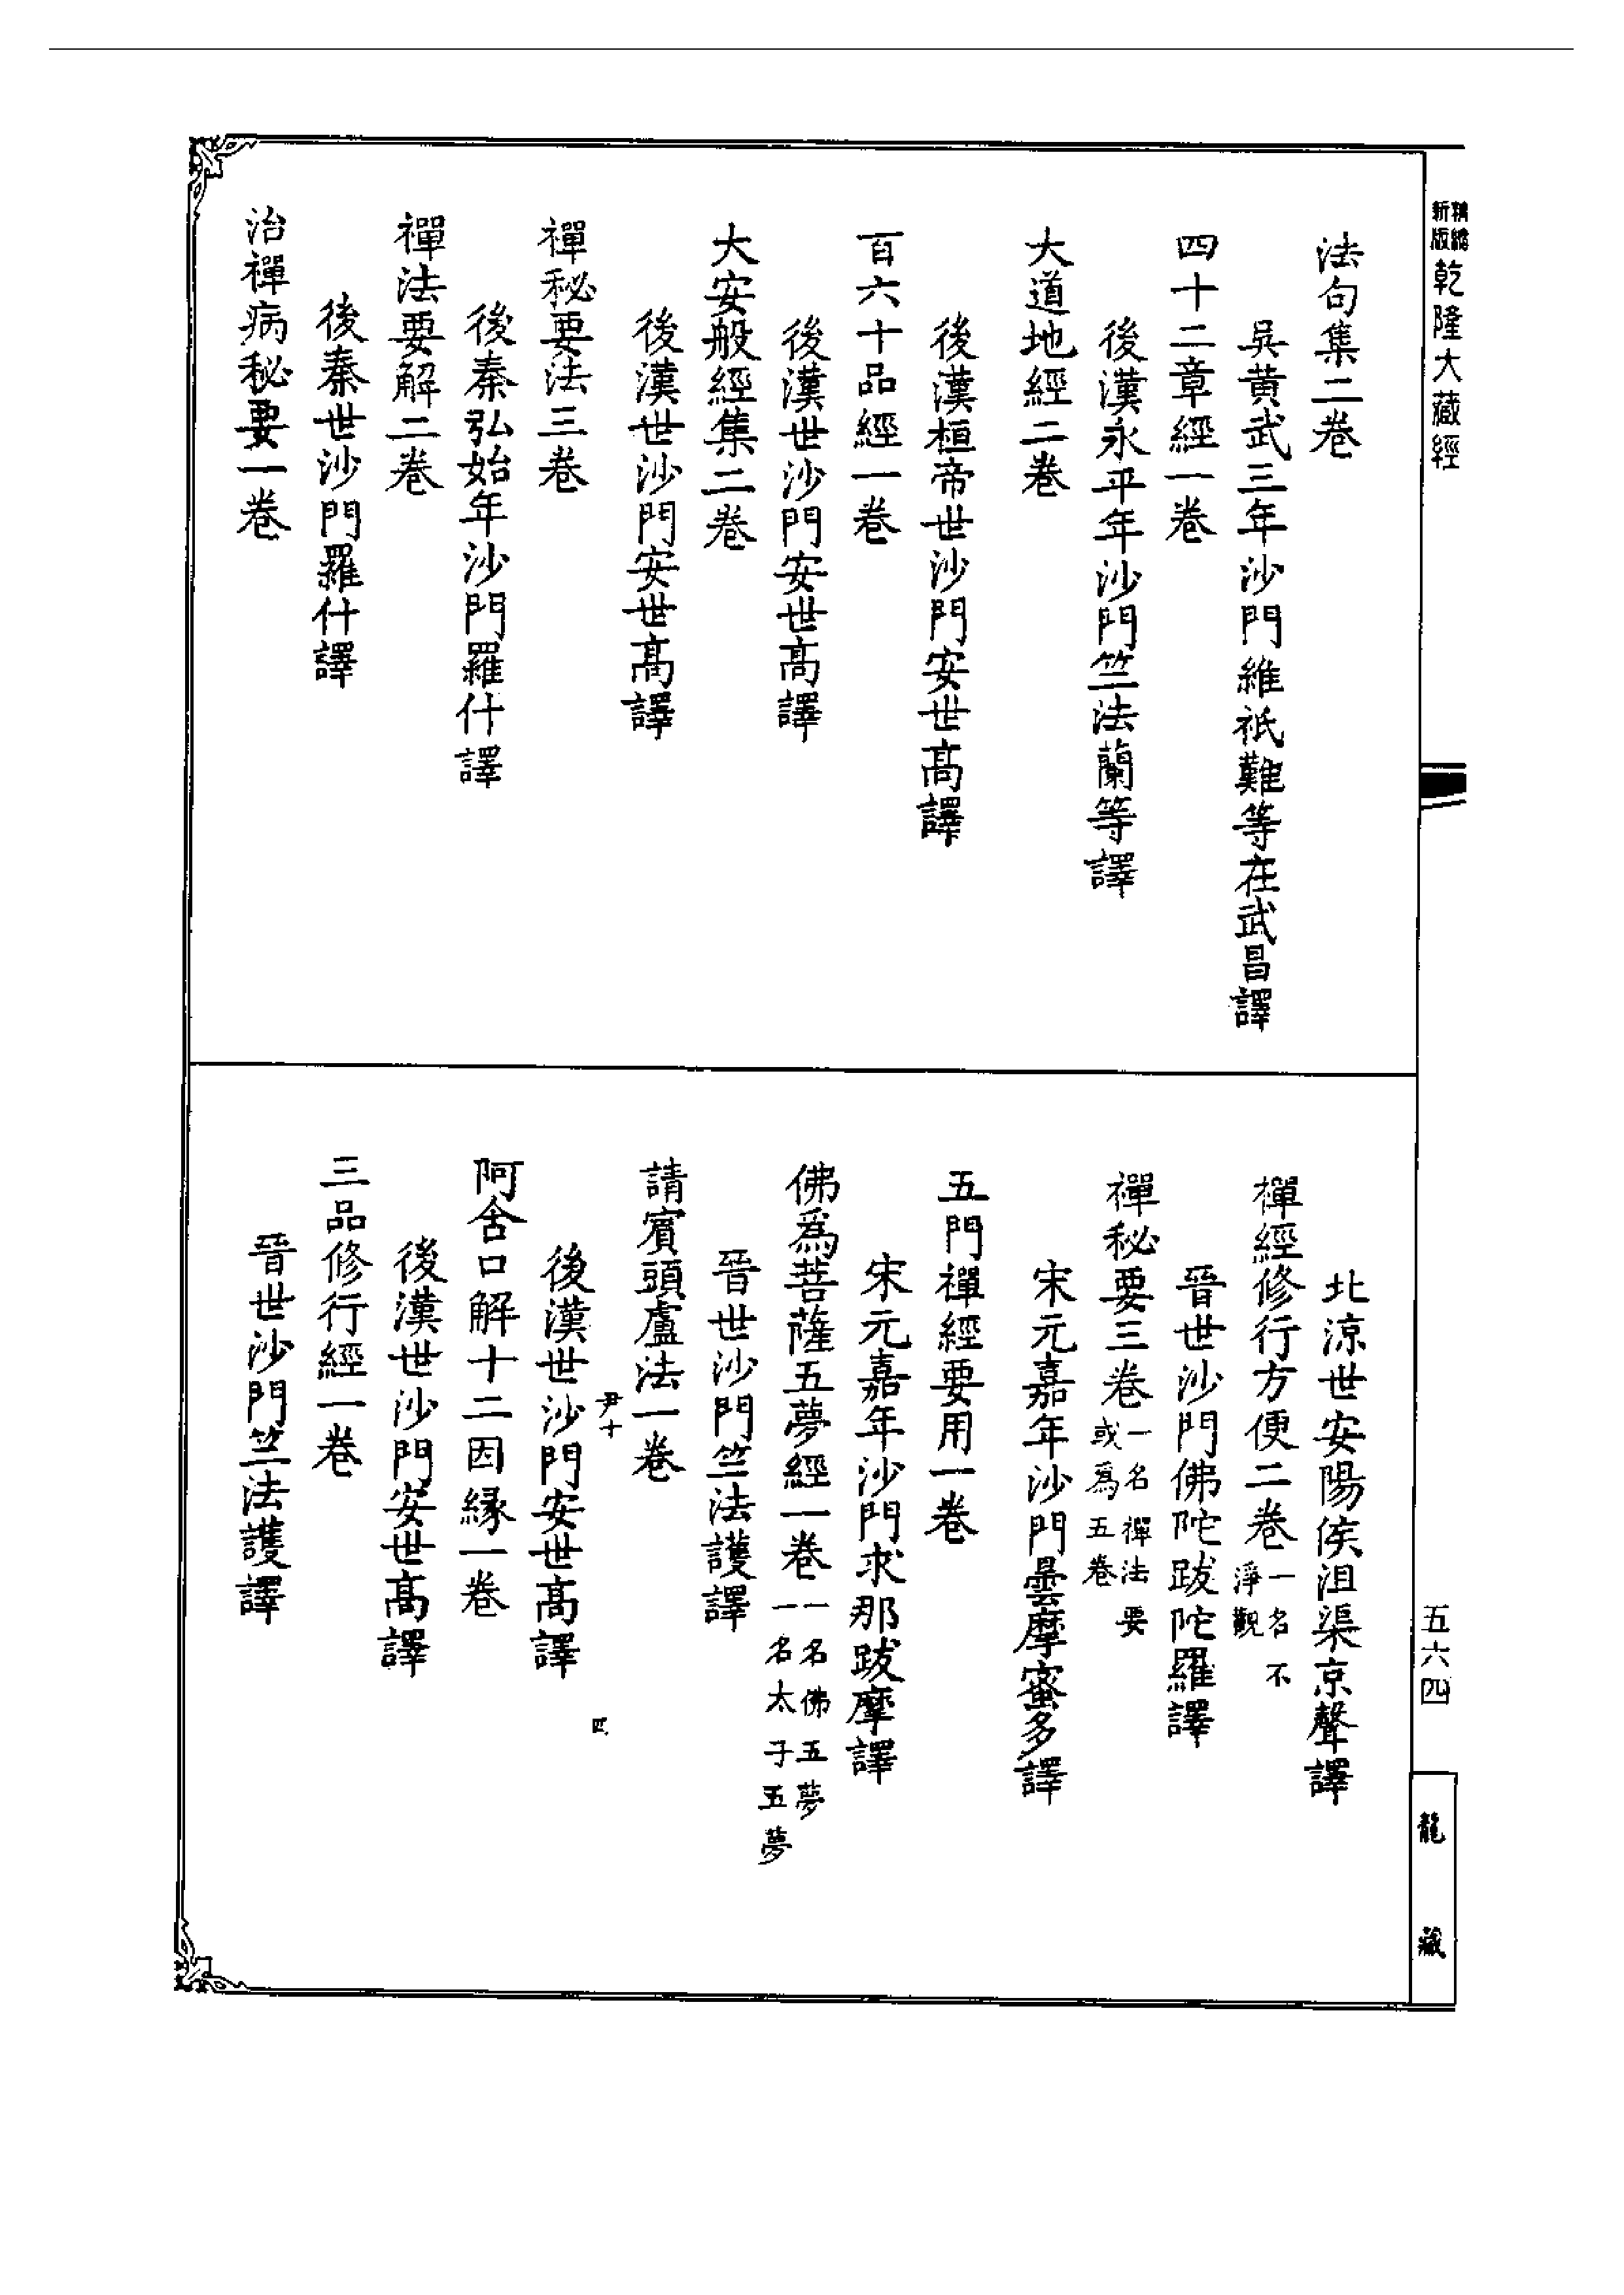 精縮新版乾隆大藏經
法句集二卷
吳黃武三年沙門維祇難等在武昌譯
四十二章經一卷
後漢永平年沙門竺法蘭等譯
大道地經二卷
後漢桓帝世沙門安世高譯
百六十品經一卷
後漢世沙門安世高譯
大安般經集二卷
後漢世沙門安世高譯
禪秘要法三卷
後秦弘始年沙門羅什譯
禪法要解二卷
後秦世沙門羅什譯
治禪病秘要一卷
北涼世安陽侯沮渠京聲譯
禪經修行方便二卷一名不淨觀
晉世沙門佛陀跋陀羅譯
禪秘要三卷一名禪法要或爲五卷
宋元嘉年沙門曇摩蜜多譯
五門禪經要用一卷
宋元嘉年沙門求那跋摩譯
佛爲菩薩五夢經一卷一名佛五夢一名太子五夢
晉世沙門竺法護譯
請賓頭盧法一卷
尹十 四
後漢世沙門安世高譯
阿含口解十二因緣一卷
後漢世沙門安世高譯
三品修行經一卷
晉世沙門竺法護譯
五六四
龍藏